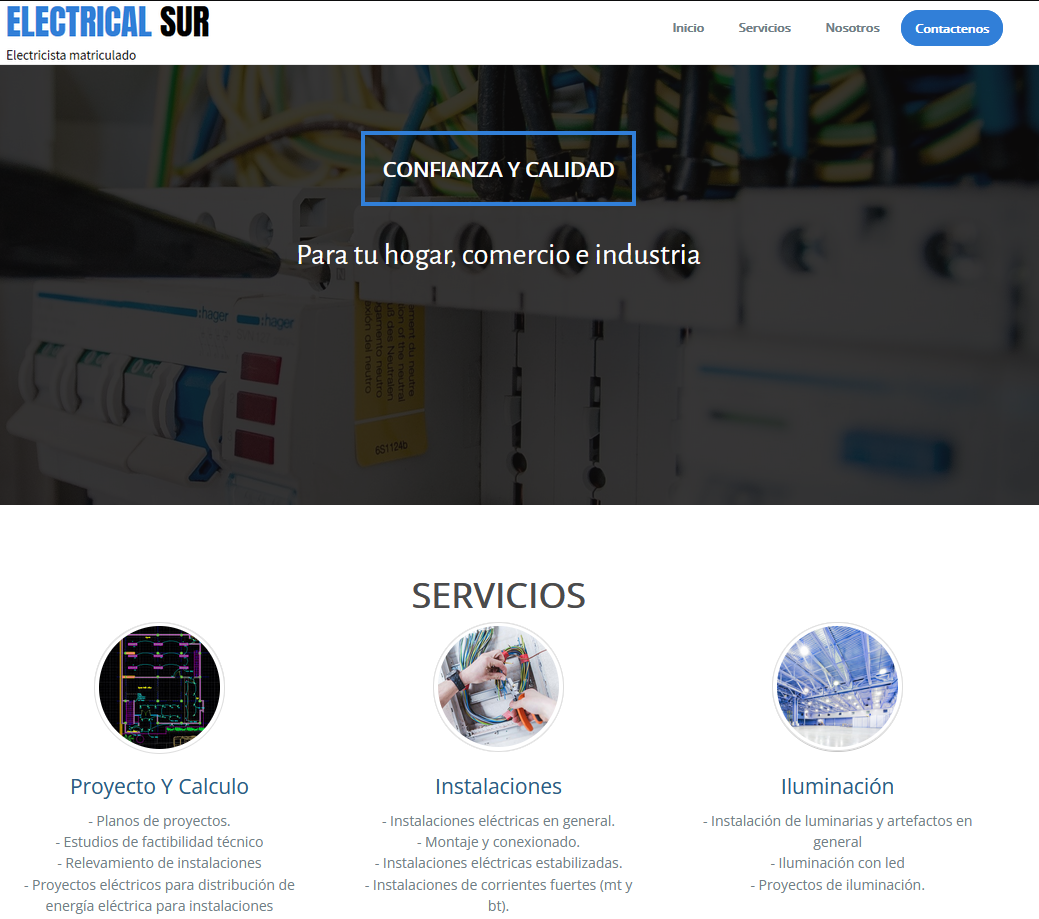 ELECTRICAL SUR
Electricista matriculado
Inicio
Servicios
Nosotros
Contactenos
CONFIANZA Y CALIDAD
Para tu hogar, comercio e industria
:hager
:hager
6S1124b
SERVICIOS
Proyecto Y Calculo
- Planos de proyectos.
- Estudios de factibilidad técnico
- Relevamiento de instalaciones
- Proyectos eléctricos para distribución de
energía eléctrica para instalaciones
Instalaciones
- Instalaciones eléctricas en general.
- Montaje y conexionado.
- Instalaciones eléctricas estabilizadas.
- Instalaciones de corrientes fuertes (mt y
bt).
Iluminación
- Instalación de luminarias y artefactos en
general
- Iluminación con led
- Proyectos de iluminación.